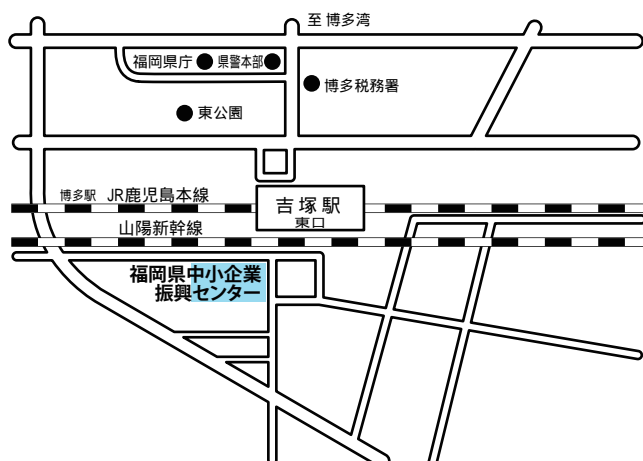 至 博多湾
福岡県庁
県警本部
博多税務署
東公園
博多駅
JR鹿児島本線
吉塚駅
東口
山陽新幹線
福岡県中小企業
振興センター